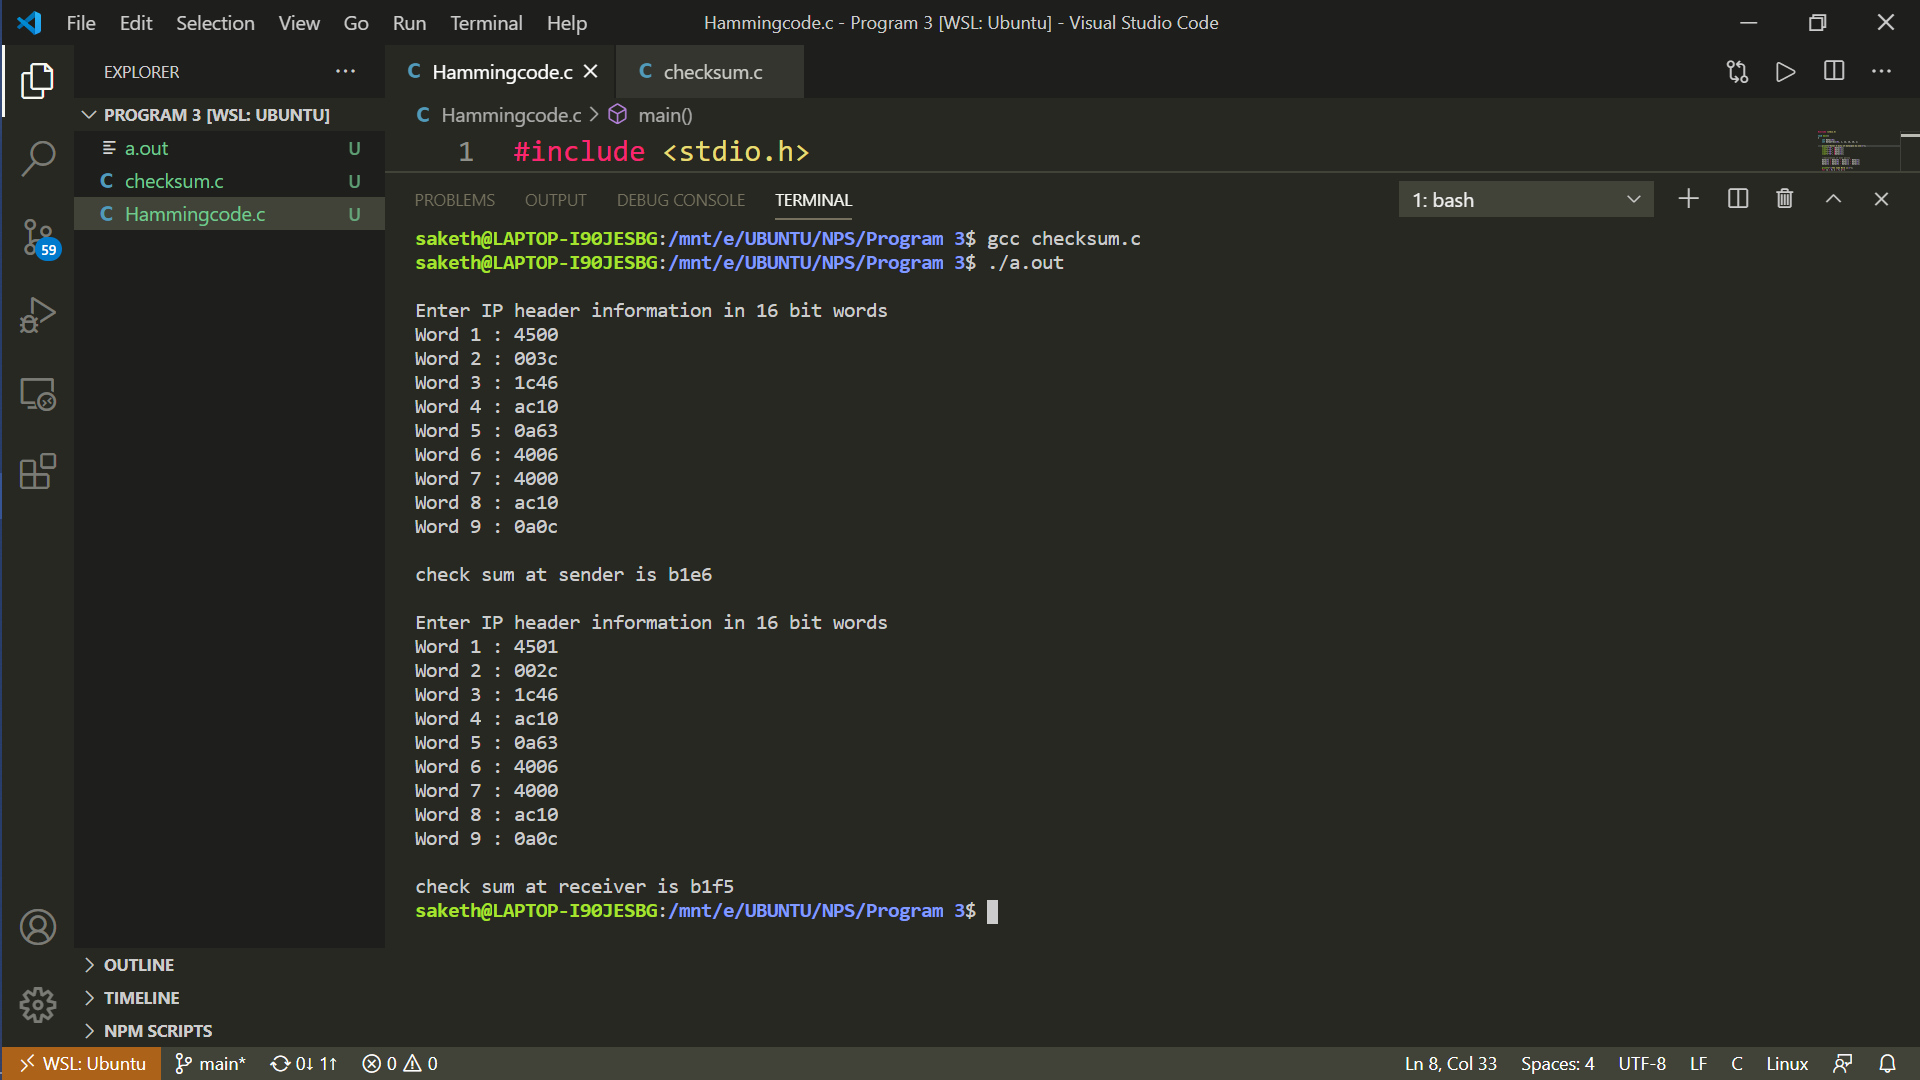 File Edit Selection View Go Run Terminal Help
Hammingcode.c - Program 3 [WSL: Ubuntu] - Visual Studio Code
EXPLORER
PROGRAM 3 [WSL: UBUNTU]
a.out U
checksum.c U
Hammingcode.c U
59
OUTLINE
TIMELINE
NPM SCRIPTS
C Hammingcode.c
C checksum.c
C Hammingcode.c > main()
1 #include <stdio.h>
PROBLEMS OUTPUT DEBUG CONSOLE TERMINAL
1: bash
saketh@LAPTOP-I90JESBG:/mnt/e/UBUNTU/NPS/Program 3$ gcc checksum.c
saketh@LAPTOP-I90JESBG:/mnt/e/UBUNTU/NPS/Program 3$ ./a.out
Enter IP header information in 16 bit words
Word 1 : 4500
Word 2 : 003c
Word 3 : 1c46
Word 4 : ac10
Word 5 : 0a63
Word 6 : 4006
Word 7 : 4000
Word 8 : ac10
Word 9 : 0a0c
check sum at sender is b1e6
Enter IP header information in 16 bit words
Word 1 : 4501
Word 2 : 002c
Word 3 : 1c46
Word 4 : ac10
Word 5 : 0a63
Word 6 : 4006
Word 7 : 4000
Word 8 : ac10
Word 9 : 0a0c
check sum at receiver is b1f5
saketh@LAPTOP-I90JESBG:/mnt/e/UBUNTU/NPS/Program 3$
WSL: Ubuntu main* 0↓ 1↑ 0 0
Ln 8, Col 33 Spaces: 4 UTF-8 LF C Linux